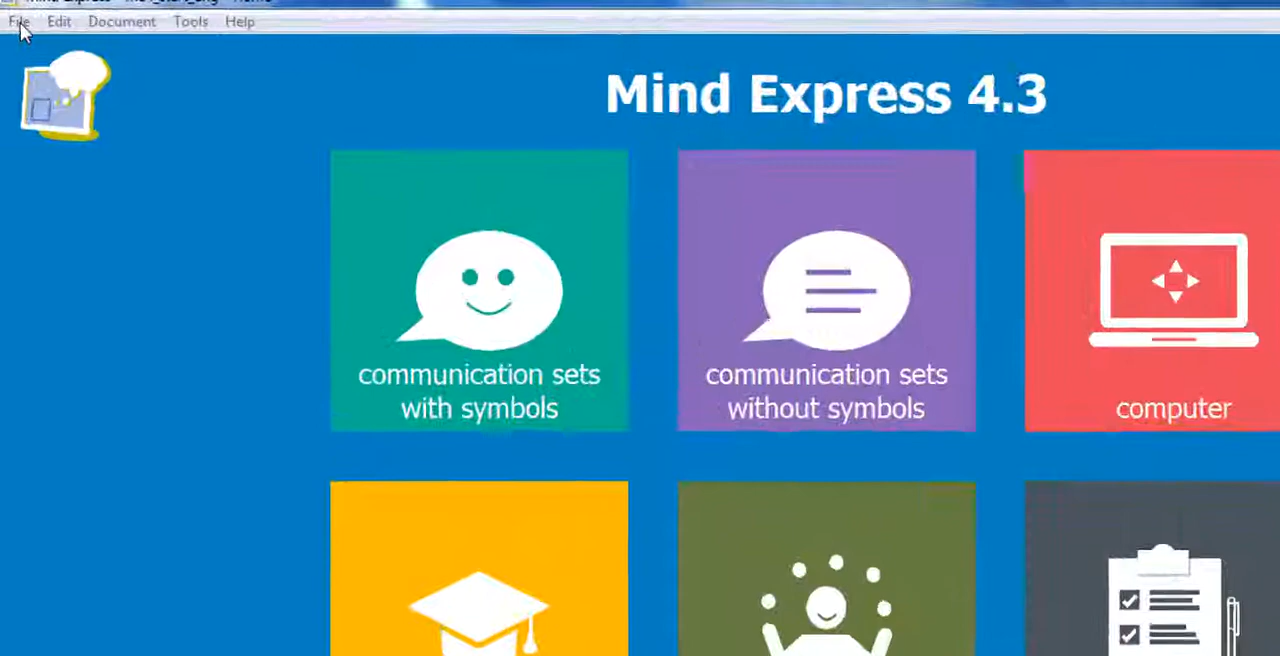 File Edit Document Tools Help
Mind Express 4.3
communication sets
with symbols
communication sets
without symbols
computer